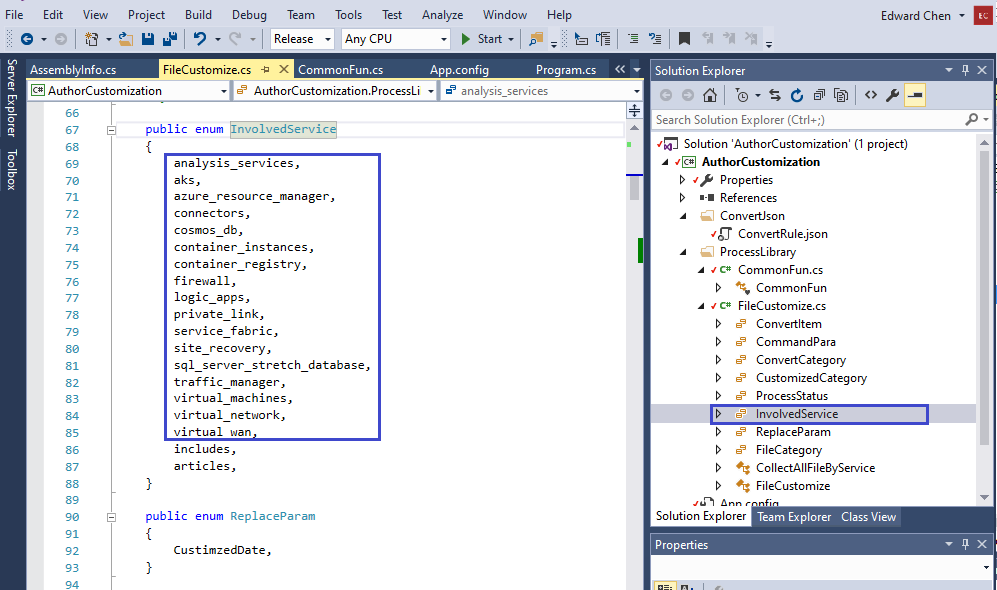 File Edit View Project Build Debug Team Tools Test Analyze Window Help Edward Chen EC
Release Any CPU Start
Server Explorer
Toolbox
AssemblyInfo.cs FileCustomize.cs CommonFun.cs App.config Program.cs
AuthorCustomization AuthorCustomization.ProcessLi analysis_services
66
67 public enum InvolvedService
68 {
69 analysis_services,
70 aks,
71 azure_resource_manager,
72 connectors,
73 cosmos_db,
74 container_instances,
75 container_registry,
76 firewall,
77 logic_apps,
78 private_link,
79 service_fabric,
80 site_recovery,
81 sql_server_stretch_database,
82 traffic_manager,
83 virtual_machines,
84 virtual_network,
85 virtual_wan,
86 includes,
87 articles,
88 }
89
90 public enum ReplaceParam
91 {
92 CustimzedDate,
93 }
94
Solution Explorer
Search Solution Explorer (Ctrl+;)
Solution 'AuthorCustomization' (1 project)
C# AuthorCustomization
Properties
References
ConvertJson
ConvertRule.json
ProcessLibrary
C# CommonFun.cs
CommonFun
C# FileCustomize.cs
ConvertItem
CommandPara
ConvertCategory
CustomizedCategory
ProcessStatus
InvolvedService
ReplaceParam
FileCategory
CollectAllFileByService
FileCustomize
App.config
Solution Explorer Team Explorer Class View
Properties